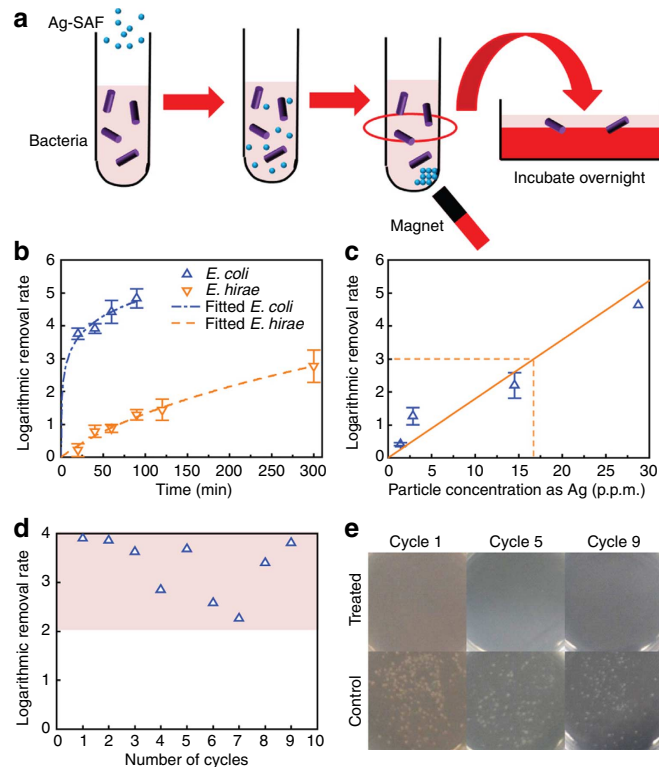 a
Ag-SAF
Bacteria
Magnet
Incubate overnight
b
Logarithmic removal rate
6
5
4
3
2
1
0
0 50 100 150 200 250 300
Time (min)
E. coli
E. hirae
Fitted E. coli
Fitted E. hirae
c
Logarithmic removal rate
6
5
4
3
2
1
0
0 5 10 15 20 25 30
Particle concentration as Ag (p.p.m.)
d
Logarithmic removal rate
4
3
2
1
0
0 1 2 3 4 5 6 7 8 9 10
Number of cycles
e
Cycle 1 Cycle 5 Cycle 9
Treated
Control